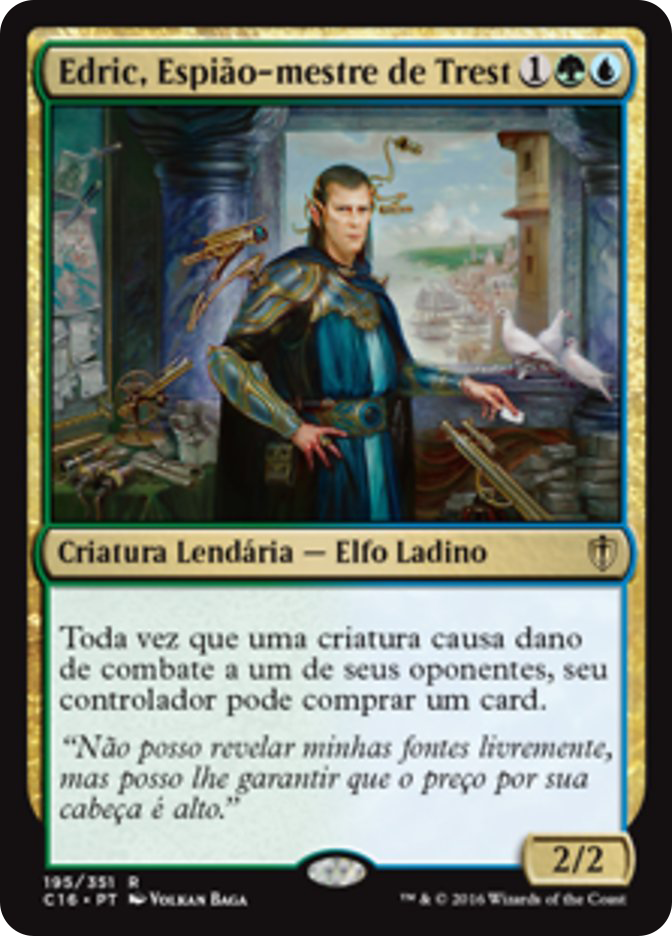 Edric, Espião-mestre de Trest 1
Criatura Lendária — Elfo Ladino
Toda vez que uma criatura causa dano
de combate a um de seus oponentes, seu
controlador pode comprar um card.
“Não posso revelar minhas fontes livremente,
mas posso lhe garantir que o preço por sua
cabeça é alto.”
2/2
195/351 R
C16 • PT Volkan Baga
™ & © 2016 Wizards of the Coast